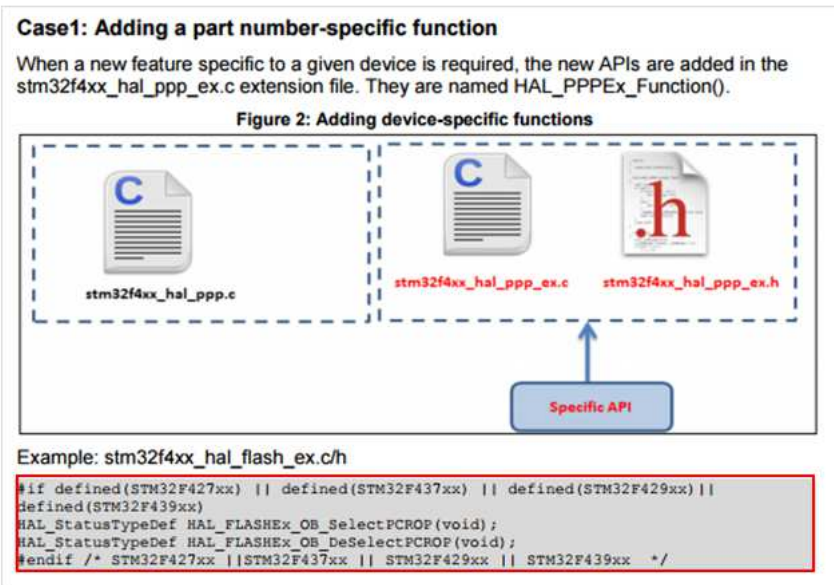 Case1: Adding a part number-specific function
When a new feature specific to a given device is required, the new APIs are added in the
stm32f4xx_hal_ppp_ex.c extension file. They are named HAL_PPPEx_Function().
Figure 2: Adding device-specific functions
C
C
.h
stm32f4xx_hal_ppp.c
stm32f4xx_hal_ppp_ex.c
stm32f4xx_hal_ppp_ex.h
Specific API
Example: stm32f4xx_hal_flash_ex.c/h
#if defined(STM32F427xx) || defined(STM32F437xx) || defined(STM32F429xx)||
defined(STM32F439xx)
HAL_StatusTypeDef HAL_FLASHEx_OB_SelectPCROP(void);
HAL_StatusTypeDef HAL_FLASHEx_OB_DeSelectPCROP(void);
#endif /* STM32F427xx ||STM32F437xx || STM32F429xx || STM32F439xx */